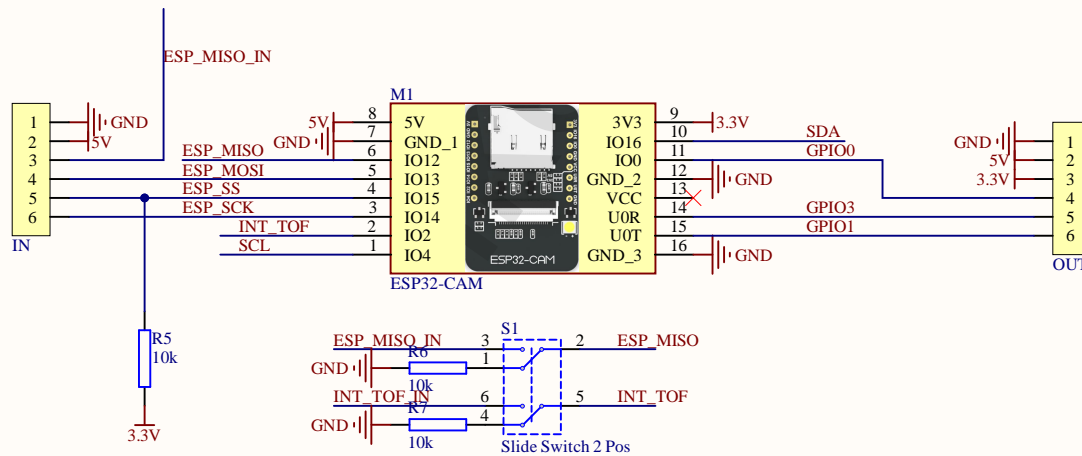 ESP_MISO_IN
M1
1 GND
2 5V
3
4
5
6
IN
ESP_MISO
ESP_MOSI
ESP_SS
ESP_SCK
INT_TOF
SCL
5V 8 5V
GND 7 GND_1
6 IO12
5 IO13
4 IO15
3 IO14
2 IO2
1 IO4
ESP32-CAM
ESP32-CAM
3V3 9 3.3V
IO16 10 SDA
IO0 11 GPIO0
GND_2 12 GND
VCC 13
U0R 14 GPIO3
U0T 15 GPIO1
GND_3 16 GND
GND 1
5V 2
3.3V 3
4
5
6
OUT
R5
10k
3.3V
S1
ESP_MISO_IN 3 2 ESP_MISO
R6
GND 1
10k
INT_TOF_IN 6 5 INT_TOF
R7
GND 4
10k
Slide Switch 2 Pos